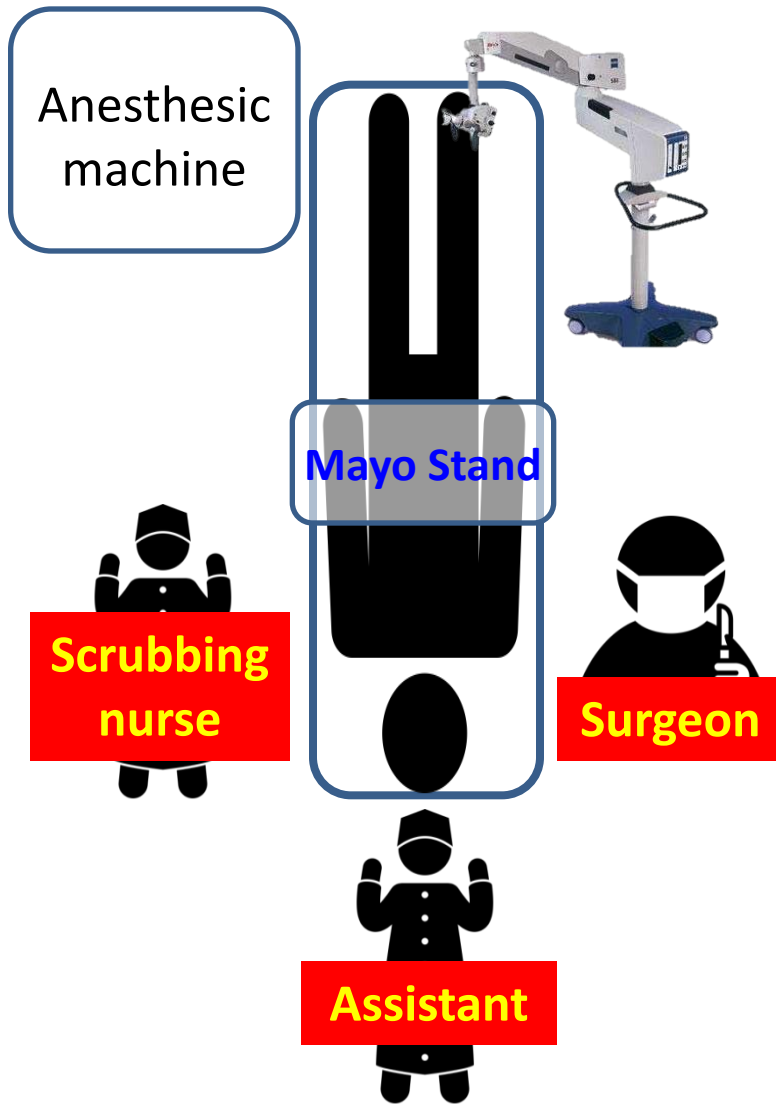 Anesthesic
machine
Mayo Stand
Scrubbing
nurse
Surgeon
Assistant